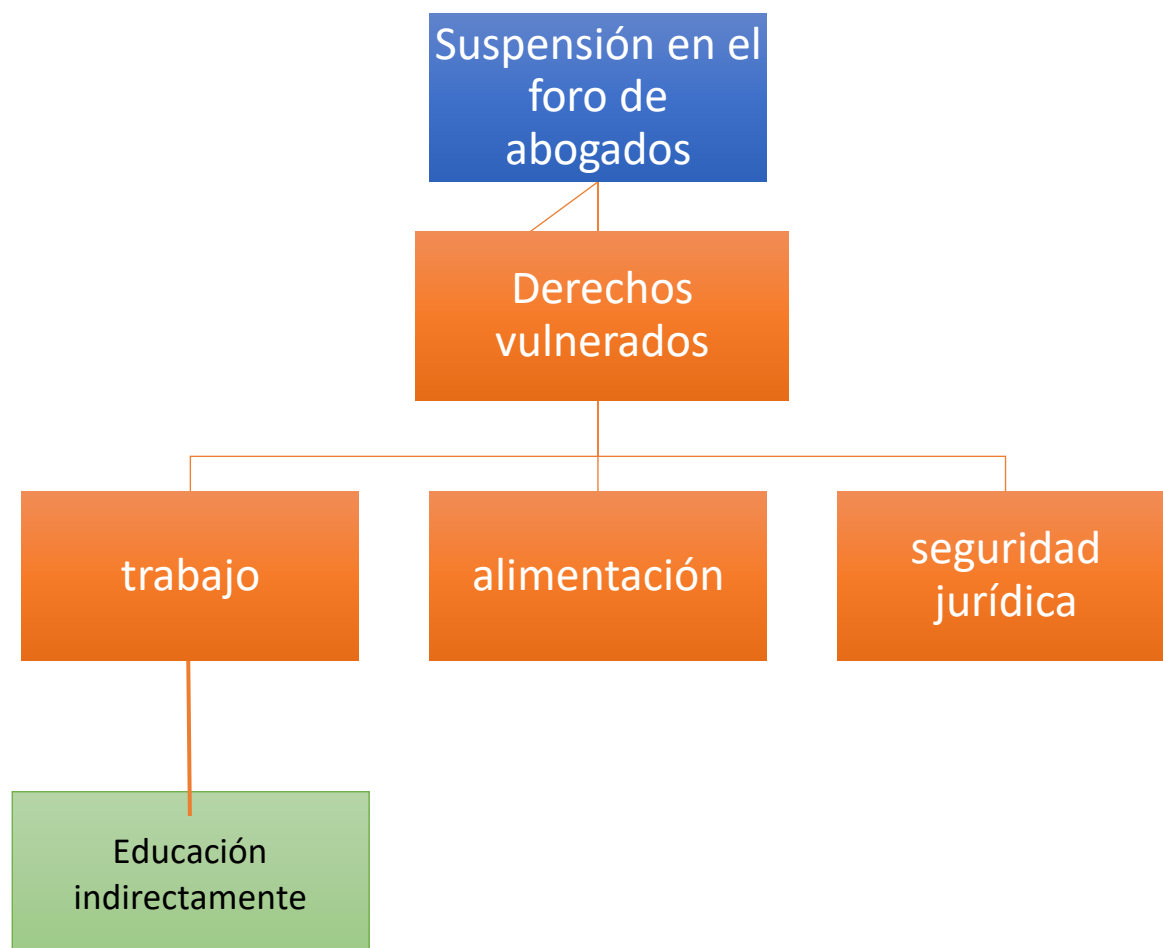 Suspensión en el
foro de
abogados
Derechos
vulnerados
trabajo
alimentación
seguridad
jurídica
Educación
indirectamente